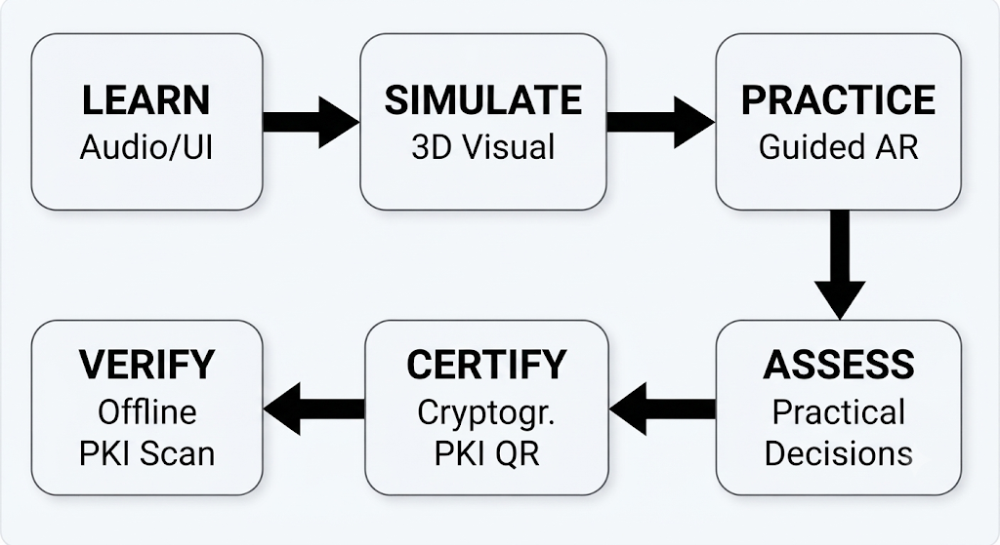 LEARN
Audio/UI
SIMULATE
3D Visual
PRACTICE
Guided AR
ASSESS
Practical
Decisions
CERTIFY
Cryptogr.
PKI QR
VERIFY
Offline
PKI Scan